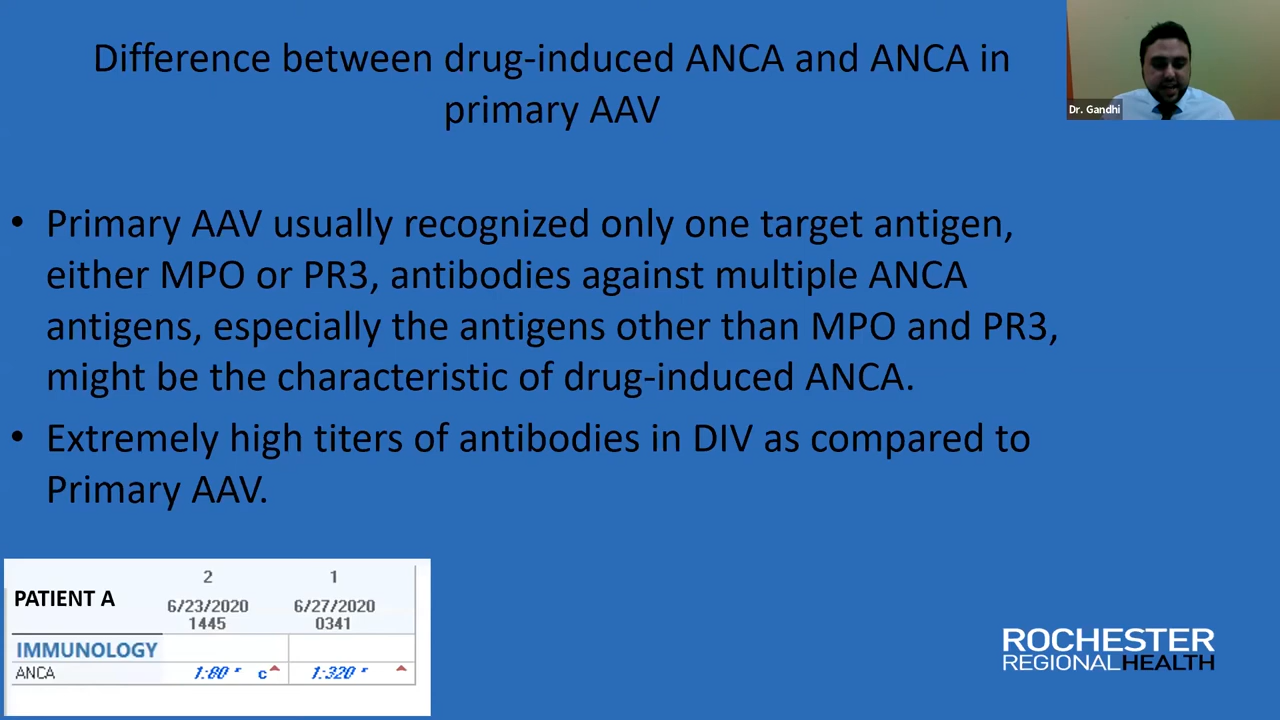 Difference between drug-induced ANCA and ANCA in
primary AAV
Dr. Gandhi
• Primary AAV usually recognized only one target antigen,
either MPO or PR3, antibodies against multiple ANCA
antigens, especially the antigens other than MPO and PR3,
might be the characteristic of drug-induced ANCA.
• Extremely high titers of antibodies in DIV as compared to
Primary AAV.
2 1
PATIENT A 6/23/2020 6/27/2020
1445 0341
IMMUNOLOGY
ANCA 1:80 * c 1:320 *
ROCHESTER
REGIONALHEALTH